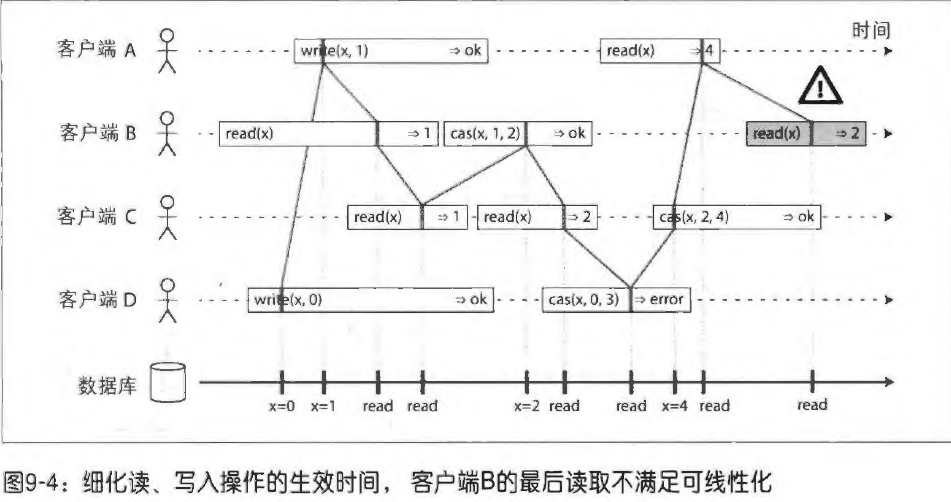 时间
客户端 A write(x, 1) ⇒ ok read(x) ⇒ 4
客户端 B read(x) ⇒ 1 cas(x, 1, 2) ⇒ ok read(x) ⇒ 2
客户端 C read(x) ⇒ 1 read(x) ⇒ 2 cas(x, 2, 4) ⇒ ok
客户端 D write(x, 0) ⇒ ok cas(x, 0, 3) ⇒ error
数据库
x=0 x=1 read read x=2 read read x=4 read read
图9-4：细化读、写入操作的生效时间， 客户端B的最后读取不满足可线性化